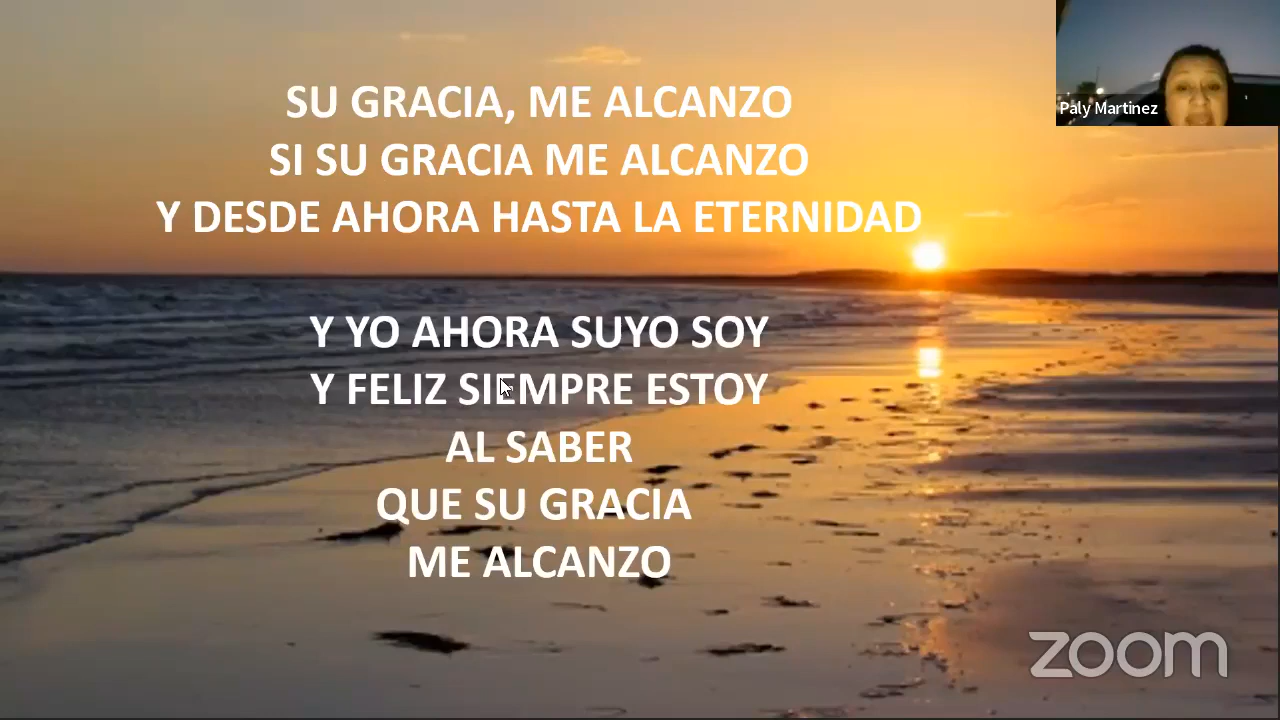 SU GRACIA, ME ALCANZO
SI SU GRACIA ME ALCANZO
Y DESDE AHORA HASTA LA ETERNIDAD
Y YO AHORA SUYO SOY
Y FELIZ SIEMPRE ESTOY
AL SABER
QUE SU GRACIA
ME ALCANZO
Paly Martinez
zoom